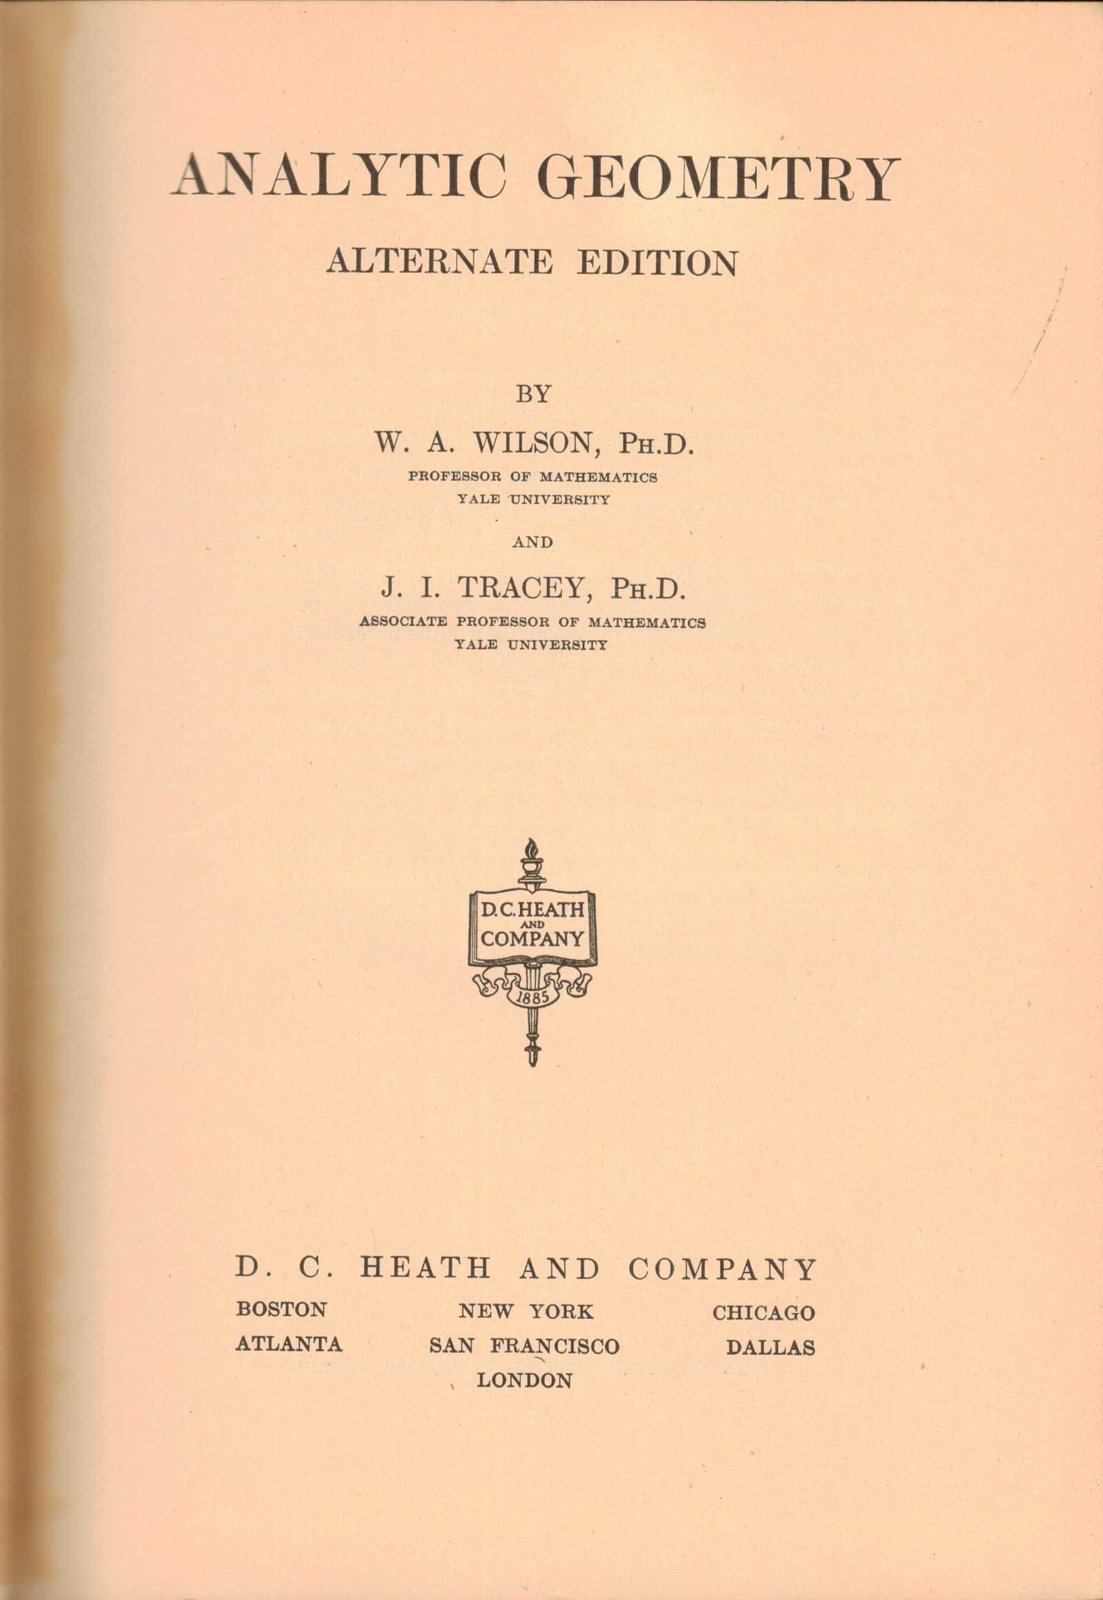 ANALYTIC GEOMETRY
ALTERNATE EDITION
BY
W. A. WILSON, PH.D.
PROFESSOR OF MATHEMATICS
YALE UNIVERSITY
AND
J. I. TRACEY, PH.D.
ASSOCIATE PROFESSOR OF MATHEMATICS
YALE UNIVERSITY
D.C. HEATH
AND
COMPANY
1885
D. C. HEATH AND COMPANY
BOSTON NEW YORK CHICAGO
ATLANTA SAN FRANCISCO DALLAS
LONDON